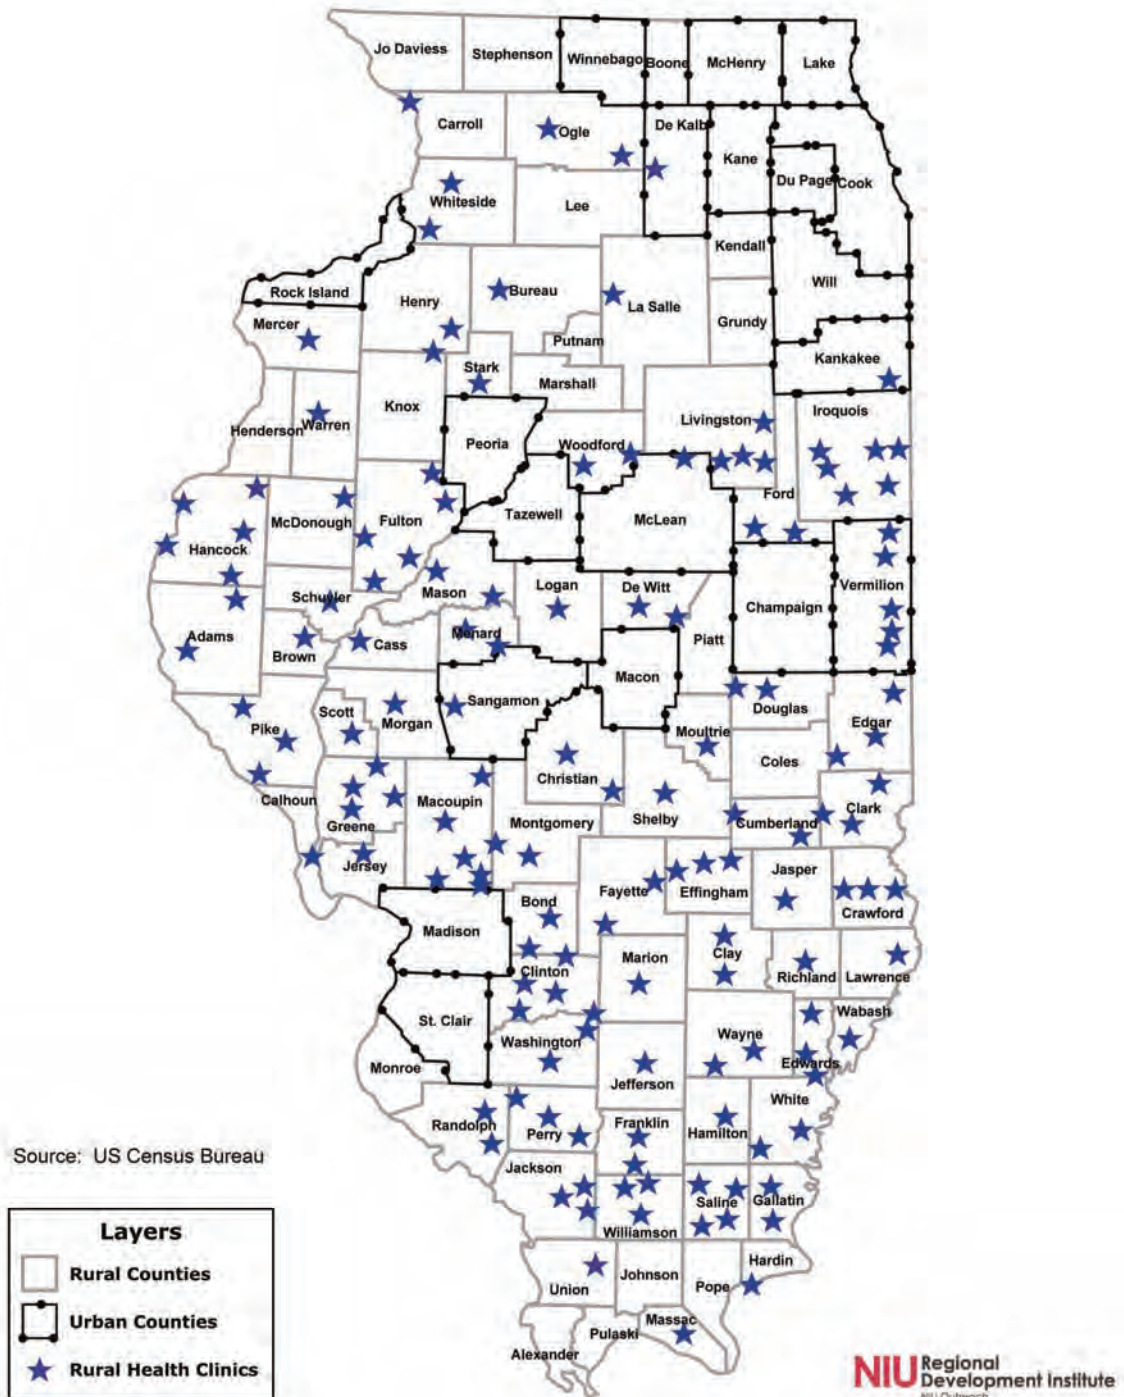 Jo Daviess
Stephenson
Winnebago
Boone
McHenry
Lake
Carroll
Ogle
De Kalb
Kane
Du Page
Cook
Whiteside
Lee
Kendall
Rock Island
Henry
Bureau
La Salle
Will
Grundy
Mercer
Putnam
Kankakee
Stark
Marshall
Knox
Livingston
Iroquois
Henderson
Warren
Peoria
Woodford
Ford
McDonough
Fulton
Tazewell
McLean
Hancock
Vermilion
Schuyler
Mason
Logan
De Witt
Champaign
Adams
Brown
Cass
Menard
Piatt
Macon
Sangamon
Scott
Morgan
Douglas
Pike
Moultrie
Edgar
Coles
Christian
Calhoun
Greene
Macoupin
Montgomery
Shelby
Cumberland
Clark
Jersey
Fayette
Effingham
Jasper
Crawford
Bond
Madison
Marion
Clay
Richland
Lawrence
Clinton
St. Clair
Washington
Wayne
Wabash
Edwards
Monroe
Jefferson
White
Randolph
Perry
Franklin
Hamilton
Jackson
Williamson
Saline
Gallatin
Union
Johnson
Pope
Hardin
Alexander
Pulaski
Massac
Source: US Census Bureau
Layers
Rural Counties
Urban Counties
Rural Health Clinics
NIU Regional
Development Institute
NIU Outreach